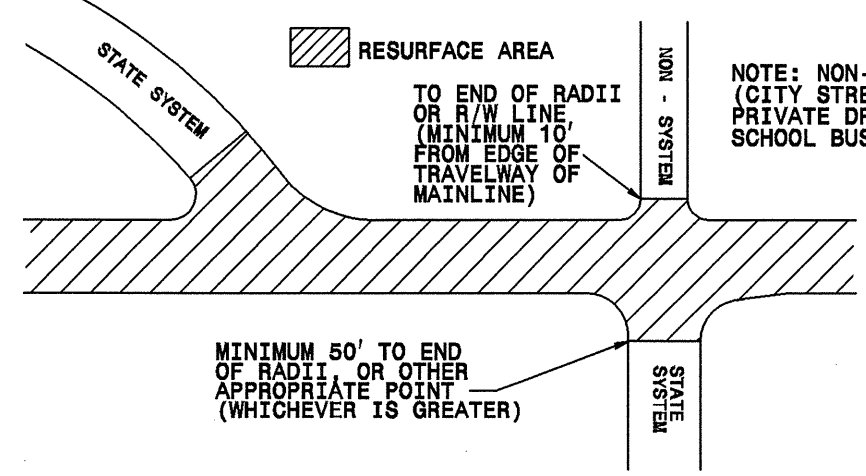 STATE SYSTEM
RESURFACE AREA
TO END OF RADII
OR R/W LINE
(MINIMUM 10'
FROM EDGE OF
TRAVELWAY OF
MAINLINE)
NON - SYSTEM
NOTE: NON-
(CITY STRE
PRIVATE DR
SCHOOL BUS
MINIMUM 50' TO END
OF RADII, OR OTHER
APPROPRIATE POINT
(WHICHEVER IS GREATER)
STATE
SYSTEM